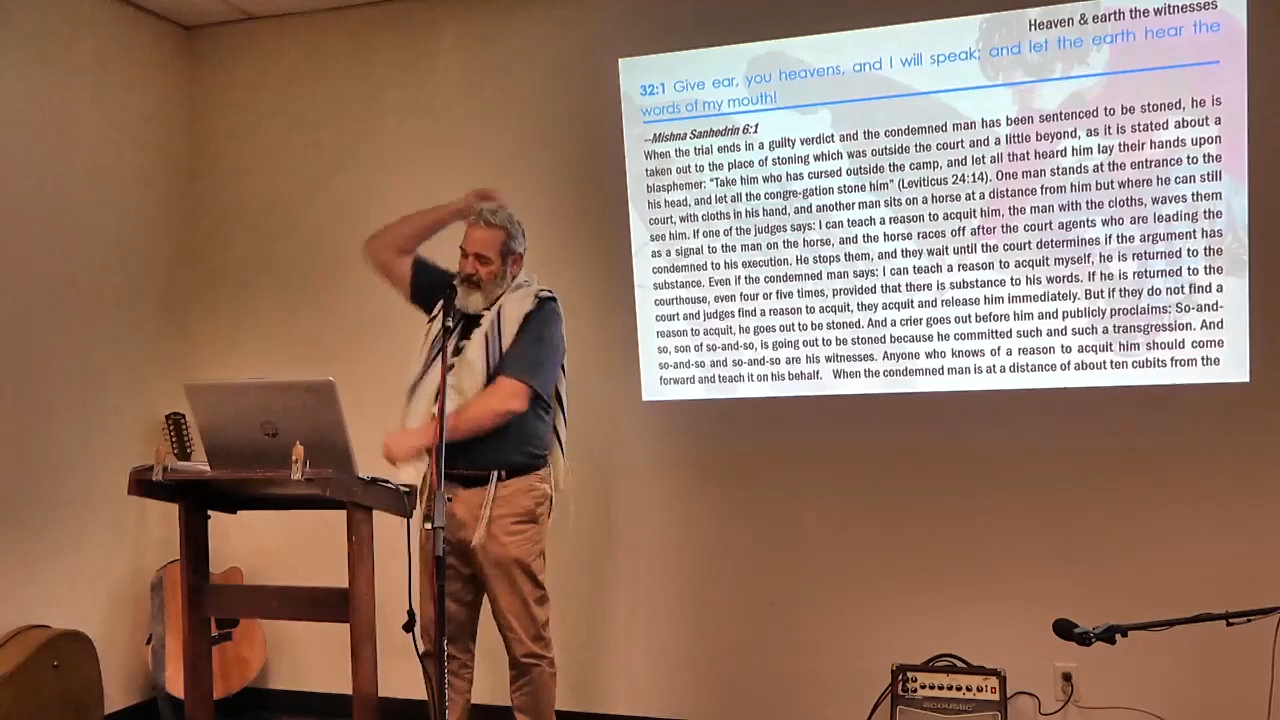 Heaven & earth the witnesses
32:1 Give ear, you heavens, and I will speak; and let the earth hear the
words of my mouth!
--Mishna Sanhedrin 6:1
When the trial ends in a guilty verdict and the condemned man has been sentenced to be stoned, he is
taken out to the place of stoning which was outside the court and a little beyond, as it is stated about a
blasphemer: “Take him who has cursed outside the camp, and let all that heard him lay their hands upon
his head, and let all the congre-gation stone him” (Leviticus 24:14). One man stands at the entrance to the
court, with cloths in his hand, and another man sits on a horse at a distance from him but where he can still
see him. If one of the judges says: I can teach a reason to acquit him, the man with the cloths, waves them
as a signal to the man on the horse, and the horse races off after the court agents who are leading the
condemned to his execution. He stops them, and they wait until the court determines if the argument has
substance. Even if the condemned man says: I can teach a reason to acquit myself, he is returned to the
courthouse, even four or five times, provided that there is substance to his words. If he is returned to the
court and judges find a reason to acquit, they acquit and release him immediately. But if they do not find a
reason to acquit, he goes out to be stoned. And a crier goes out before him and publicly proclaims: So-and-
so, son of so-and-so, is going out to be stoned because he committed such and such a transgression. And
so-and-so and so-and-so are his witnesses. Anyone who knows of a reason to acquit him should come
forward and teach it on his behalf. When the condemned man is at a distance of about ten cubits from the
acoustic